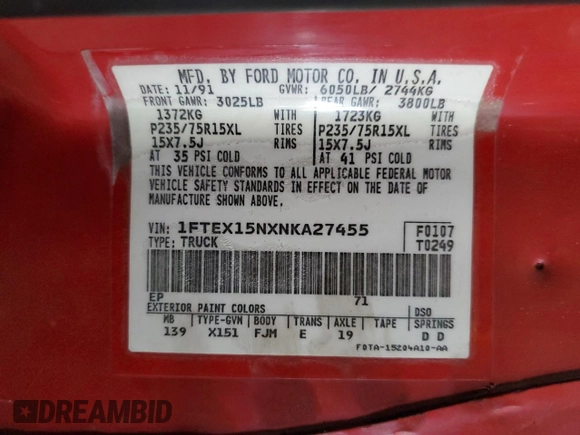 MFD. BY FORD MOTOR CO. IN U.S.A.
DATE: 11/91 GVWR: 6050LB/ 2744KG
FRONT GAWR: 3025LB REAR GAWR: 3800LB
1372KG WITH 1723KG WITH
P235/75R15XL TIRES P235/75R15XL TIRES
15X7.5J RIMS 15X7.5J RIMS
AT 35 PSI COLD AT 41 PSI COLD
THIS VEHICLE CONFORMS TO ALL APPLICABLE FEDERAL MOTOR
VEHICLE SAFETY STANDARDS IN EFFECT ON THE DATE OF
MANUFACTURE SHOWN ABOVE.
VIN: 1FTEX15NXNKA27455 F0107
TYPE: TRUCK T0249
EP 71
EXTERIOR PAINT COLORS DSO
WB TYPE-GVM BODY TRANS AXLE TAPE SPRINGS
139 X151 FJM E 19 D D
F0TA-15204A10-AA
DREAMBID